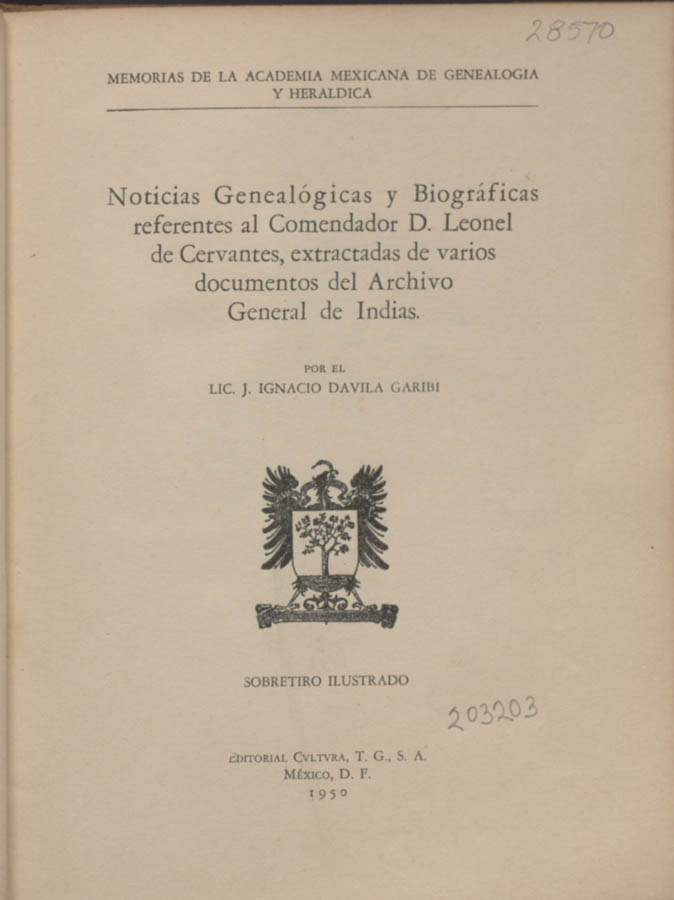 28570
MEMORIAS DE LA ACADEMIA MEXICANA DE GENEALOGIA
Y HERALDICA
Noticias Genealógicas y Biográficas
referentes al Comendador D. Leonel
de Cervantes, extractadas de varios
documentos del Archivo
General de Indias.
POR EL
LIC. J. IGNACIO DAVILA GARIBI
SOBRETIRO ILUSTRADO
203203
EDITORIAL CVLTVRA, T. G., S. A.
MÉXICO, D. F.
1950